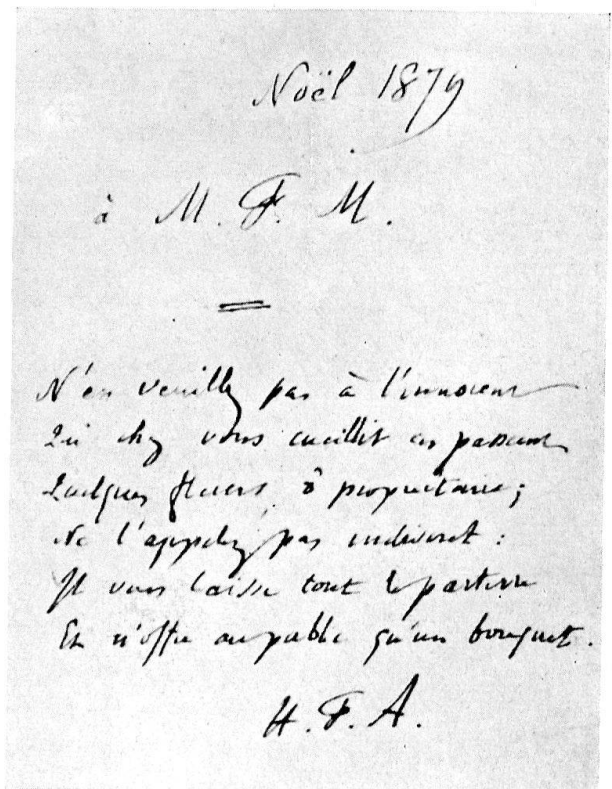 Noël 1879
à M. F. M.
N'en veuillez pas à l'innocent
Qui chez vous cueillit en passant
Quelques fleurs ô propriétaire;
Ne l'appelez pas indiscret:
Il vous laisse tout le parterre
Et n'offre au public qu'un bouquet.
H. F. A.